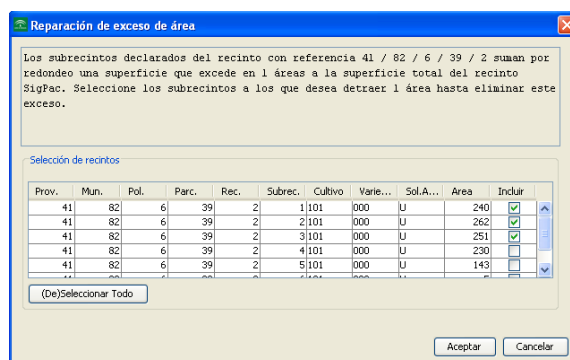 Reparación de exceso de área
Los subrecintos declarados del recinto con referencia 41 / 82 / 6 / 39 / 2 suman por
redondeo una superficie que excede en 1 áreas a la superficie total del recinto
SigPac. Seleccione los subrecintos a los que desea detraer 1 área hasta eliminar este
exceso.
Selección de recintos
Prov. Mun. Pol. Parc. Rec. Subrec. Cultivo Varie... Sol.A... Area Incluir
41 82 6 39 2 1 101 000 U 240
41 82 6 39 2 2 101 000 U 262
41 82 6 39 2 3 101 000 U 251
41 82 6 39 2 4 101 000 U 230
41 82 6 39 2 5 101 000 U 143
(De)Seleccionar Todo
Aceptar Cancelar